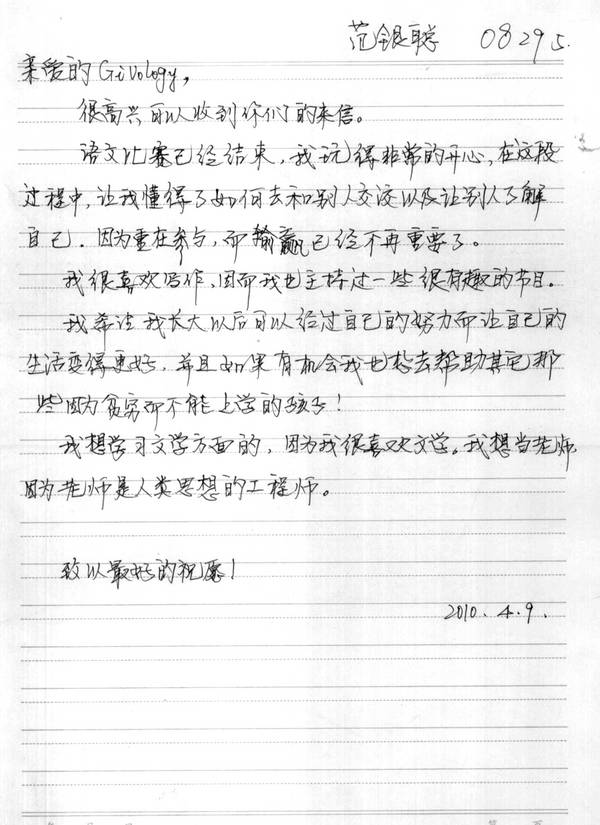 范银聪 08295.
亲爱的Givology,
很高兴可以收到你们的来信。
语文比赛已经结束,我玩得非常的开心,在这段
过程中,让我懂得了如何去和别人交流以及让别人了解
自己.因为重在参与,而输赢已经不再重要了。
我很喜欢写作,因而我也主持过一些很有趣的节目.
我希望我长大以后可以经过自己的努力而让自己的
生活变得更好,并且如果有机会我也想去帮助其它那
些因为贫穷而不能上学的孩子!
我想学习文学方面的,因为我很喜欢文学。我想当老师,
因为老师是人类思想的工程师。
致以最好的祝愿!
2010.4.9.